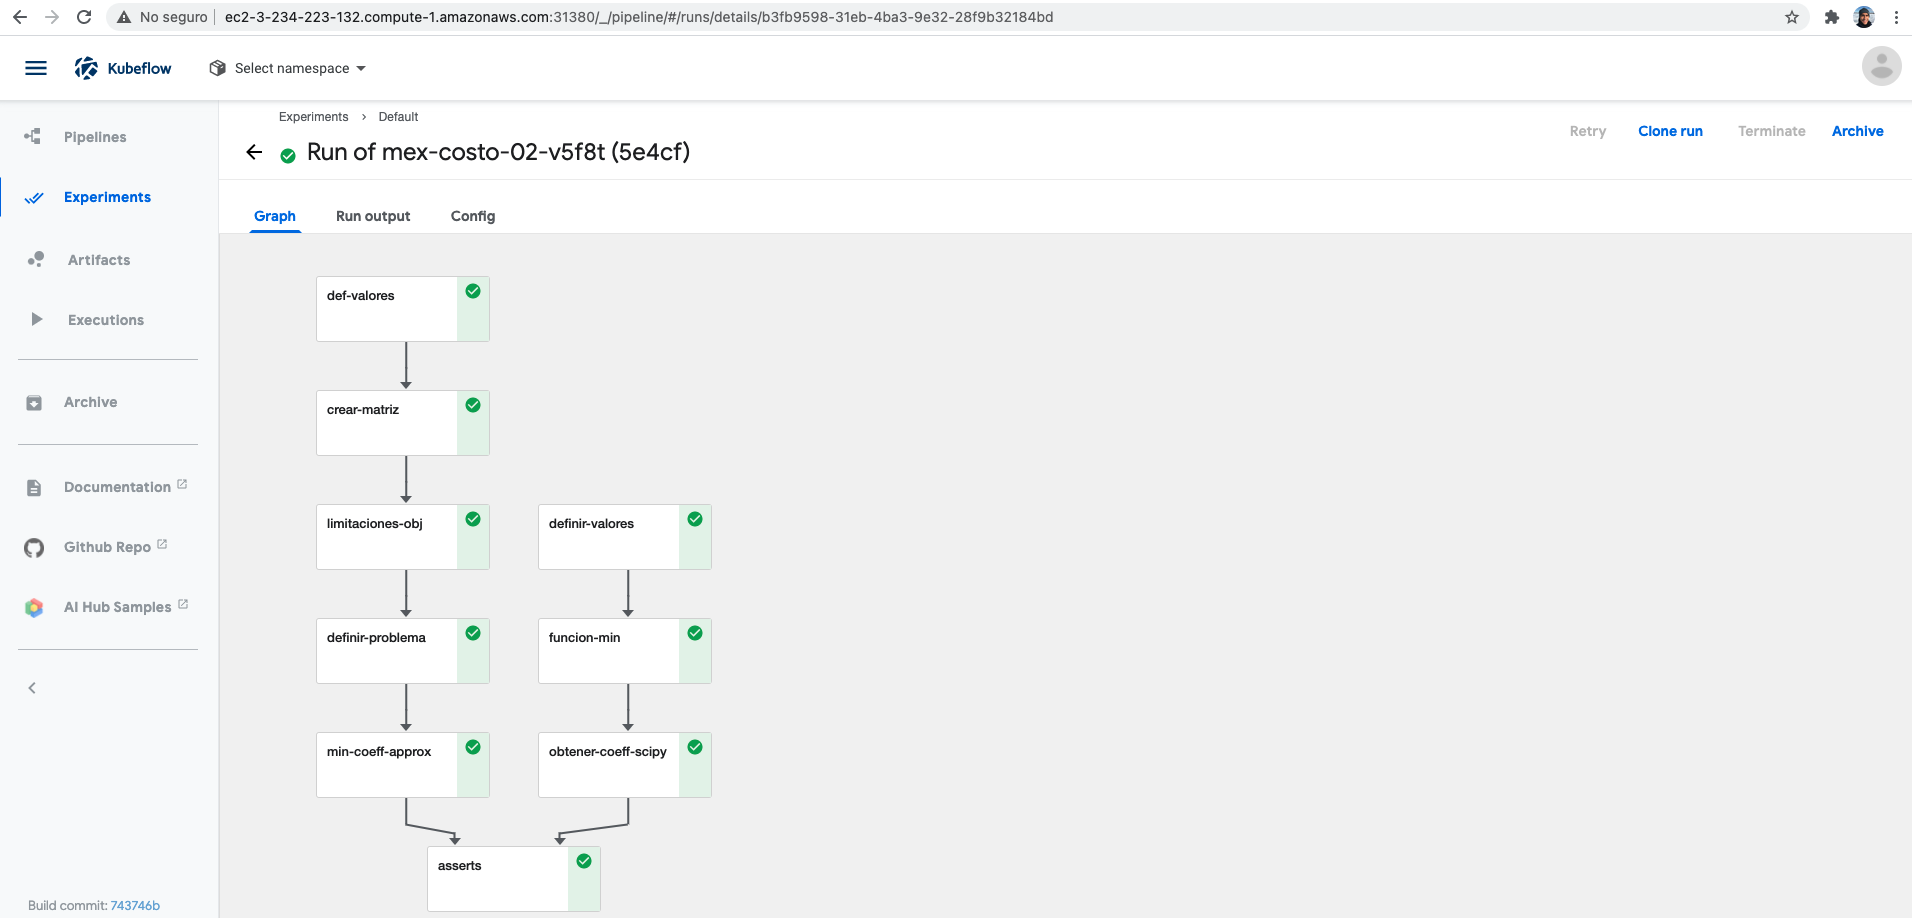 No seguro
ec2-3-234-223-132.compute-1.amazonaws.com:31380/_/pipeline/#/runs/details/b3fb9598-31eb-4ba3-9e32-28f9b32184bd
Kubeflow
Select namespace
Pipelines
Experiments
Artifacts
Executions
Archive
Documentation
Github Repo
AI Hub Samples
Build commit: 743746b
Experiments > Default
Run of mex-costo-02-v5f8t (5e4cf)
Retry
Clone run
Terminate
Archive
Graph
Run output
Config
def-valores
crear-matriz
limitaciones-obj
definir-valores
definir-problema
funcion-min
min-coeff-approx
obtener-coeff-scipy
asserts